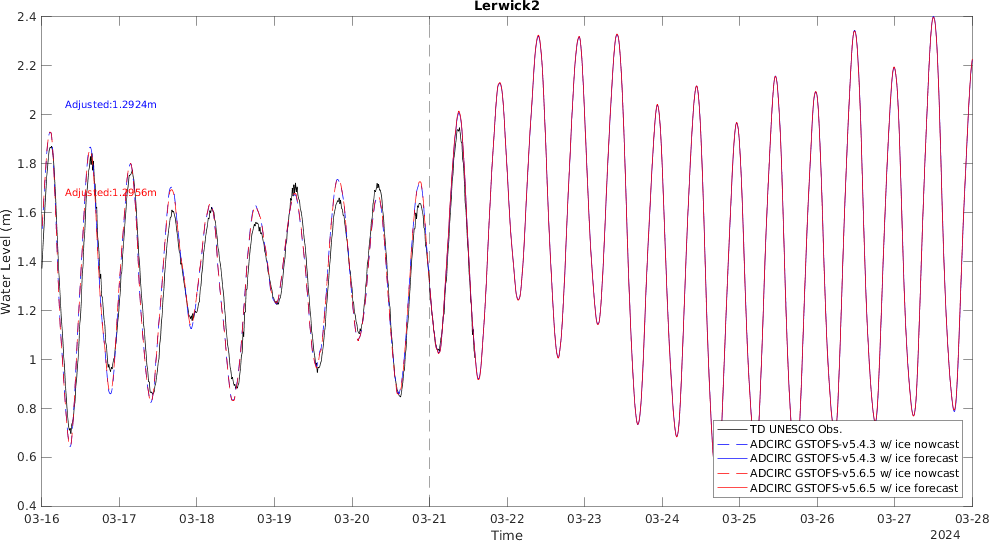 Lerwick2
2.4
2.2
2
1.8
1.6
1.4
1.2
1
0.8
0.6
0.4
Water Level (m)
Adjusted:1.2924m
Adjusted:1.2956m
TD UNESCO Obs.
ADCIRC GSTOFS-v5.4.3 w/ ice nowcast
ADCIRC GSTOFS-v5.4.3 w/ ice forecast
ADCIRC GSTOFS-v5.6.5 w/ ice nowcast
ADCIRC GSTOFS-v5.6.5 w/ ice forecast
03-16 03-17 03-18 03-19 03-20 03-21 03-22 03-23 03-24 03-25 03-26 03-27 03-28
Time
2024